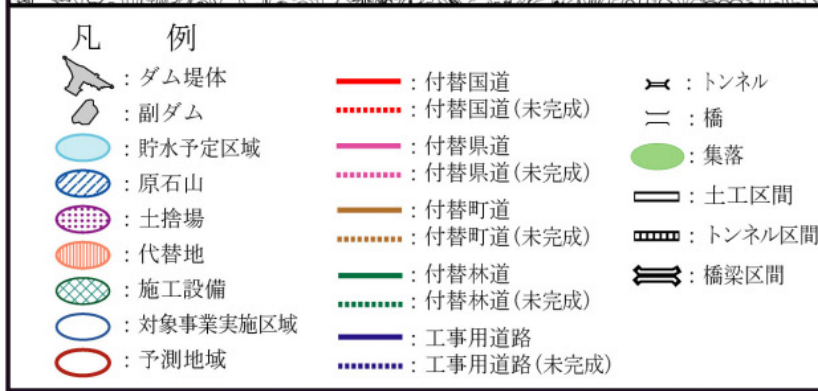 凡 例
：ダム堤体
：副ダム
：貯水予定区域
：原石山
：土捨場
：代替地
：施工設備
：対象事業実施区域
：予測地域
：付替国道
：付替国道(未完成)
：付替県道
：付替県道(未完成)
：付替町道
：付替町道(未完成)
：付替林道
：付替林道(未完成)
：工事用道路
：工事用道路(未完成)
：トンネル
：橋
：集落
：土工区間
：トンネル区間
：橋梁区間